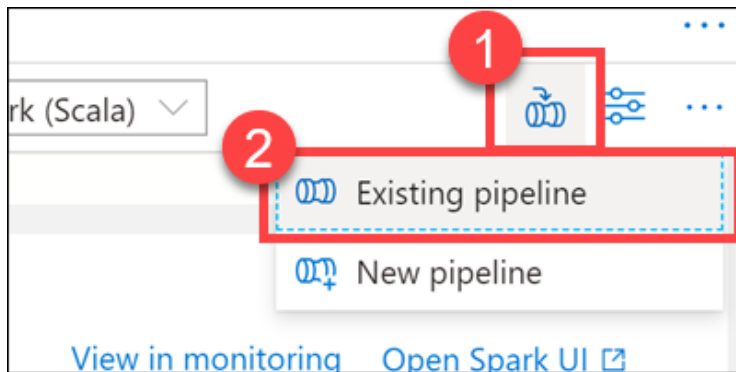 1
rk (Scala)
2
Existing pipeline
New pipeline
View in monitoring Open Spark UI